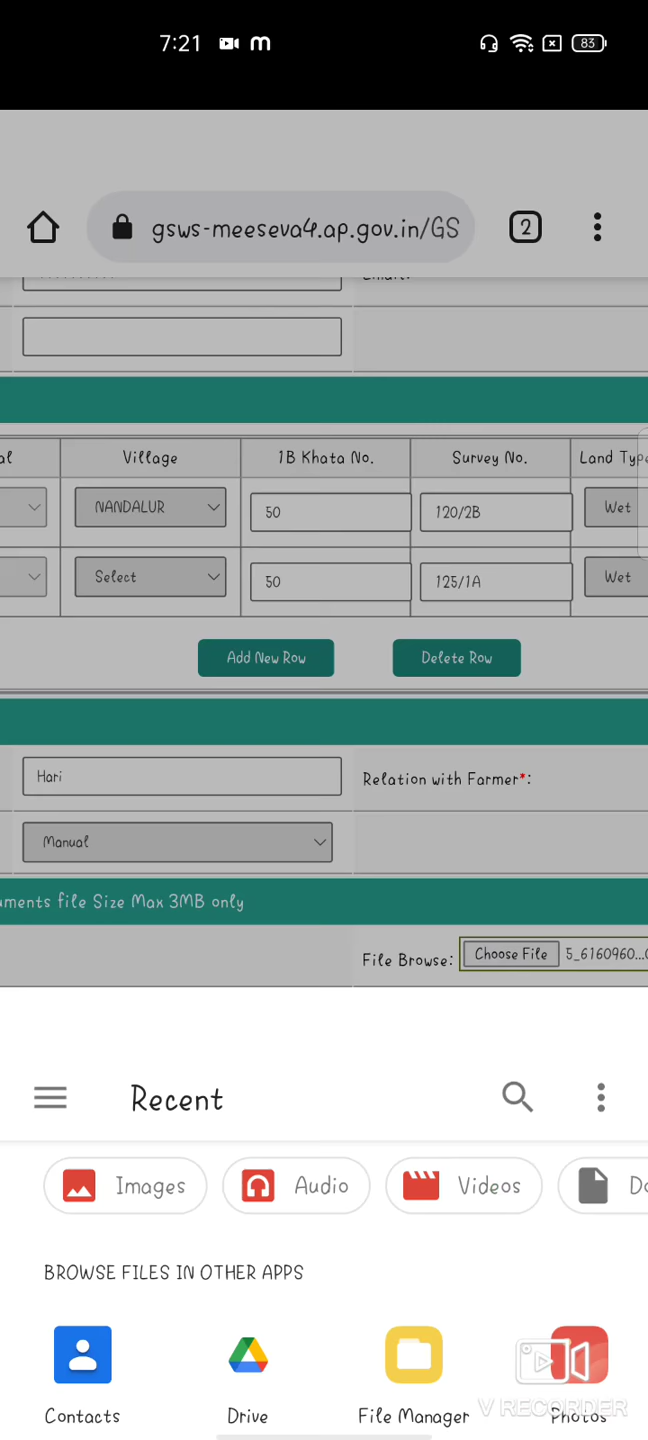 7:21 83
gsws-meeseva4.ap.gov.in/GS 2
Village 1B Khata No. Survey No. Land Type
NANDALUR 50 120/2B Wet
Select 50 125/1A Wet
Add New Row Delete Row
Hari Relation with Farmer*:
Manual
uments file Size Max 3MB only
File Browse: Choose File 5_6160960...
Recent
Images Audio Videos Do
BROWSE FILES IN OTHER APPS
Contacts Drive File Manager Photos
V RECORDER